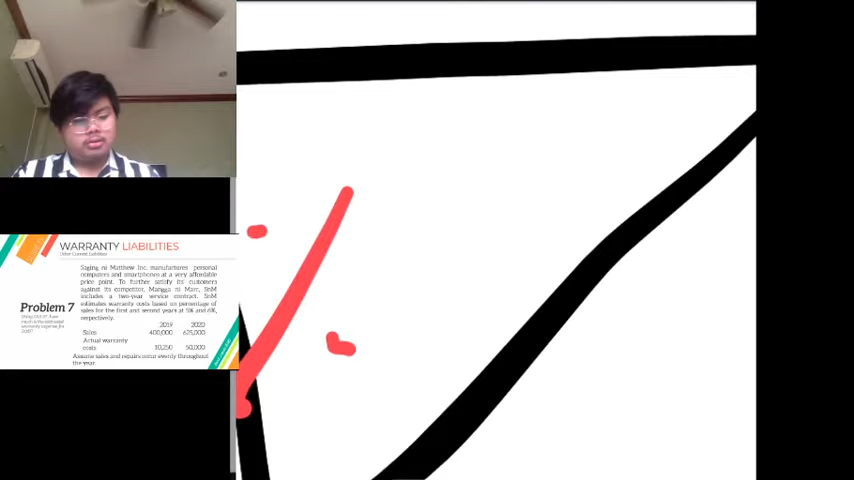 WARRANTY LIABILITIES
Other Current Liabilities
Saging ni Matthew Inc. manufactures personal
computers and smartphones at a very affordable
price point. To further satisfy its customers
against its competitor, Mangga ni Marc, SnM
includes a two-year service contract. SnM
estimates warranty costs based on percentage of
sales for the first and second years at 5% and 6%,
respectively.
Problem 7
2019 2020
Sales 400,000 625,000
Actual warranty
costs 10,250 50,000
Assume sales and repairs occur evenly throughout
the year.